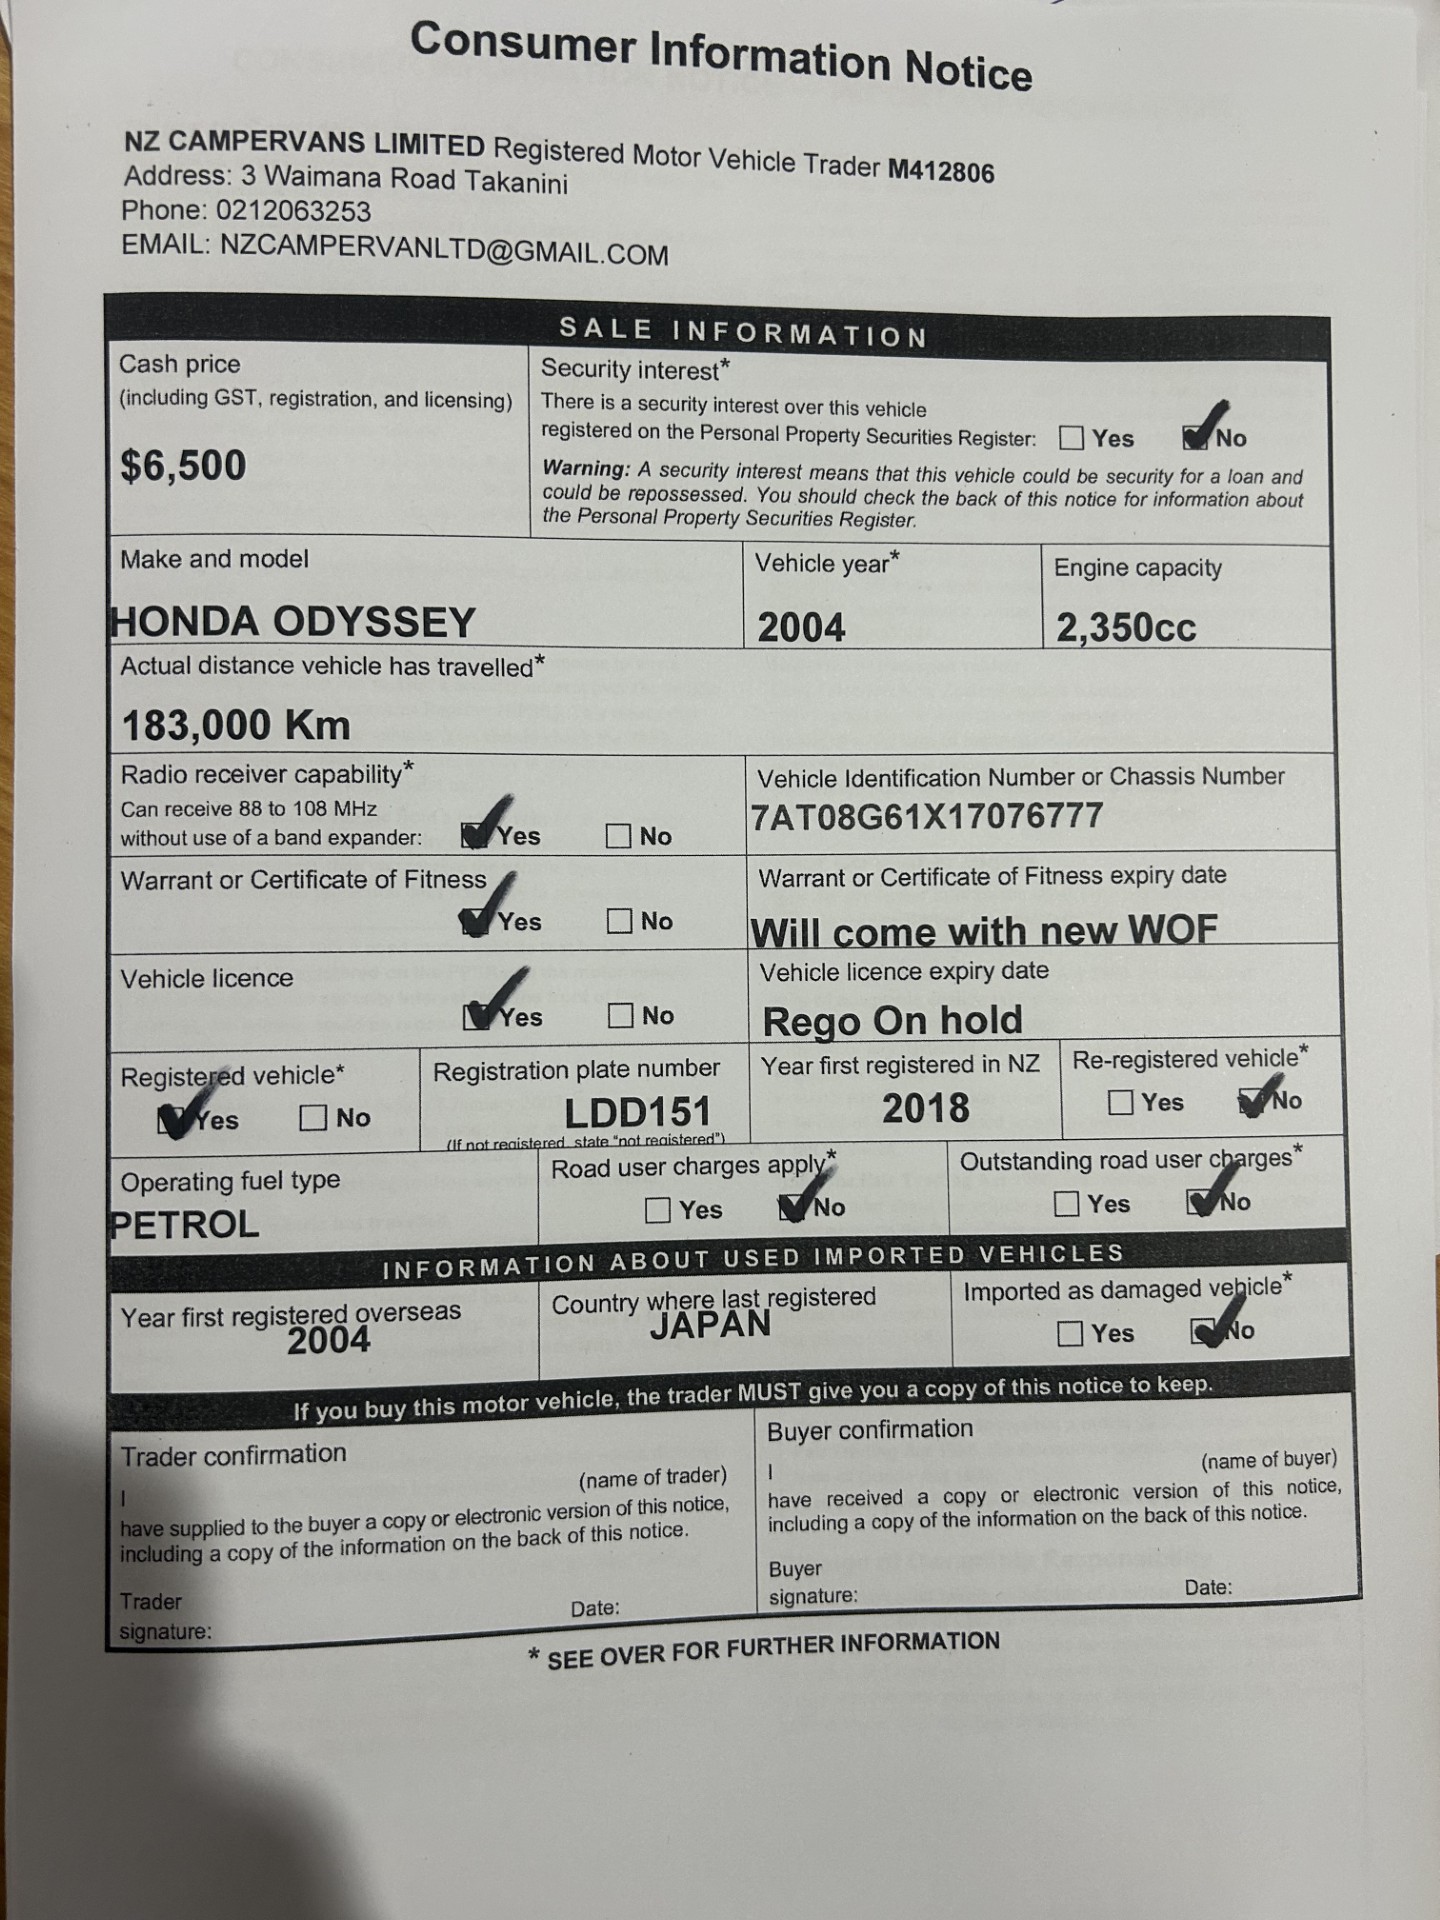 Consumer Information Notice
NZ CAMPERVANS LIMITED Registered Motor Vehicle Trader M412806
Address: 3 Waimana Road Takanini
Phone: 0212063253
EMAIL: NZCAMPERVANLTD@GMAIL.COM
SALE INFORMATION
Cash price
(including GST, registration, and licensing)
$6,500
Security interest*
There is a security interest over this vehicle
registered on the Personal Property Securities Register: Yes No
Warning: A security interest means that this vehicle could be security for a loan and
could be repossessed. You should check the back of this notice for information about
the Personal Property Securities Register.
Make and model
HONDA ODYSSEY
Vehicle year*
2004
Engine capacity
2,350cc
Actual distance vehicle has travelled*
183,000 Km
Radio receiver capability*
Can receive 88 to 108 MHz
without use of a band expander: Yes No
Vehicle Identification Number or Chassis Number
7AT08G61X17076777
Warrant or Certificate of Fitness
Yes No
Warrant or Certificate of Fitness expiry date
Will come with new WOF
Vehicle licence
Yes No
Vehicle licence expiry date
Rego On hold
Registered vehicle*
Yes No
Registration plate number
LDD151
(If not registered, state "not registered")
Year first registered in NZ
2018
Re-registered vehicle*
Yes No
Operating fuel type
PETROL
Road user charges apply*
Yes No
Outstanding road user charges*
Yes No
INFORMATION ABOUT USED IMPORTED VEHICLES
Year first registered overseas
2004
Country where last registered
JAPAN
Imported as damaged vehicle*
Yes No
If you buy this motor vehicle, the trader MUST give you a copy of this notice to keep.
Trader confirmation
(name of trader)
I
have supplied to the buyer a copy or electronic version of this notice,
including a copy of the information on the back of this notice.
Trader
signature: Date:
Buyer confirmation
(name of buyer)
I
have received a copy or electronic version of this notice,
including a copy of the information on the back of this notice.
Buyer
signature: Date:
* SEE OVER FOR FURTHER INFORMATION